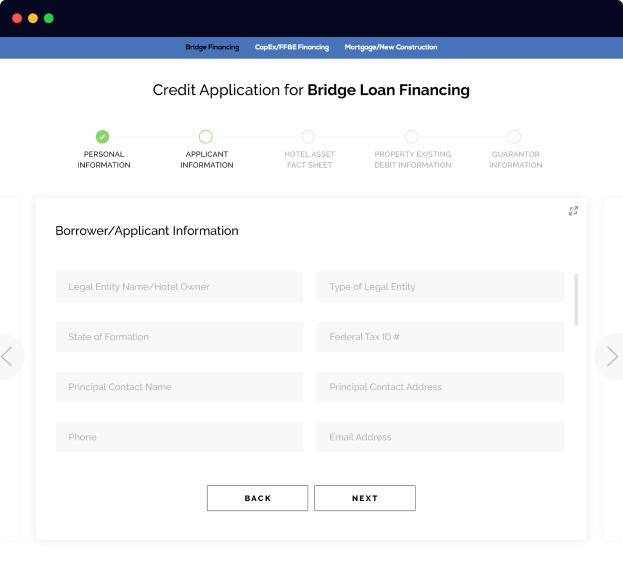 Bridge Financing CapEx/FF&E Financing Mortgage/New Construction
Credit Application for Bridge Loan Financing
PERSONAL INFORMATION
APPLICANT INFORMATION
HOTEL ASSET FACT SHEET
PROPERTY EXISTING DEBIT INFORMATION
GUARANTOR INFORMATION
Borrower/Applicant Information
Legal Entity Name/Hotel Owner
Type of Legal Entity
State of Formation
Federal Tax ID #
Principal Contact Name
Principal Contact Address
Phone
Email Address
BACK
NEXT